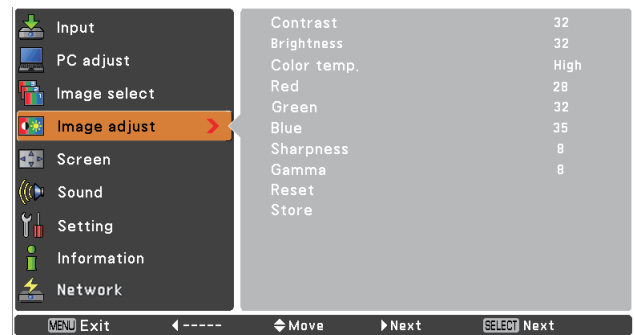 Input
PC adjust
Image select
Image adjust
Screen
Sound
Setting
Information
Network
Contrast 32
Brightness 32
Color temp. High
Red 28
Green 32
Blue 35
Sharpness 8
Gamma 8
Reset
Store
MENU Exit ◀ ----- ◆ Move ▶ Next SELECT Next